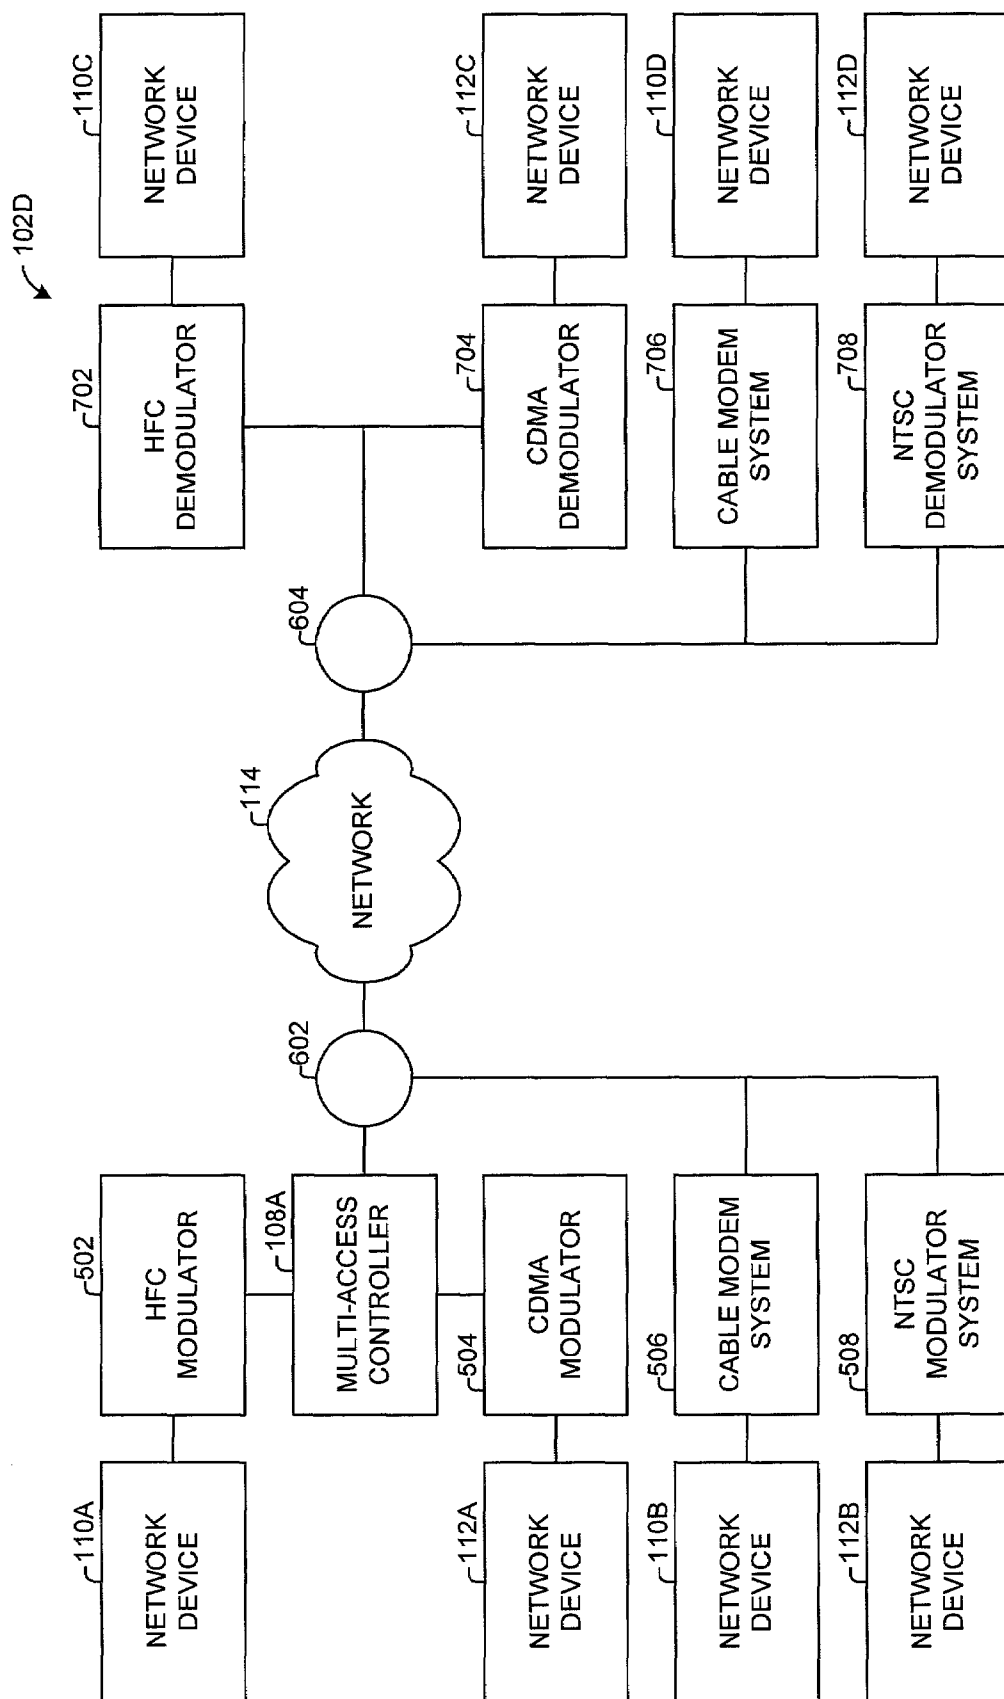 102D
110A
NETWORK
DEVICE
502
HFC
MODULATOR
108A
MULTI-ACCESS
CONTROLLER
112A
NETWORK
DEVICE
504
CDMA
MODULATOR
110B
NETWORK
DEVICE
506
CABLE MODEM
SYSTEM
112B
NETWORK
DEVICE
508
NTSC
MODULATOR
SYSTEM
602
114
NETWORK
604
702
HFC
DEMODULATOR
110C
NETWORK
DEVICE
704
CDMA
DEMODULATOR
112C
NETWORK
DEVICE
706
CABLE MODEM
SYSTEM
110D
NETWORK
DEVICE
708
NTSC
DEMODULATOR
SYSTEM
112D
NETWORK
DEVICE